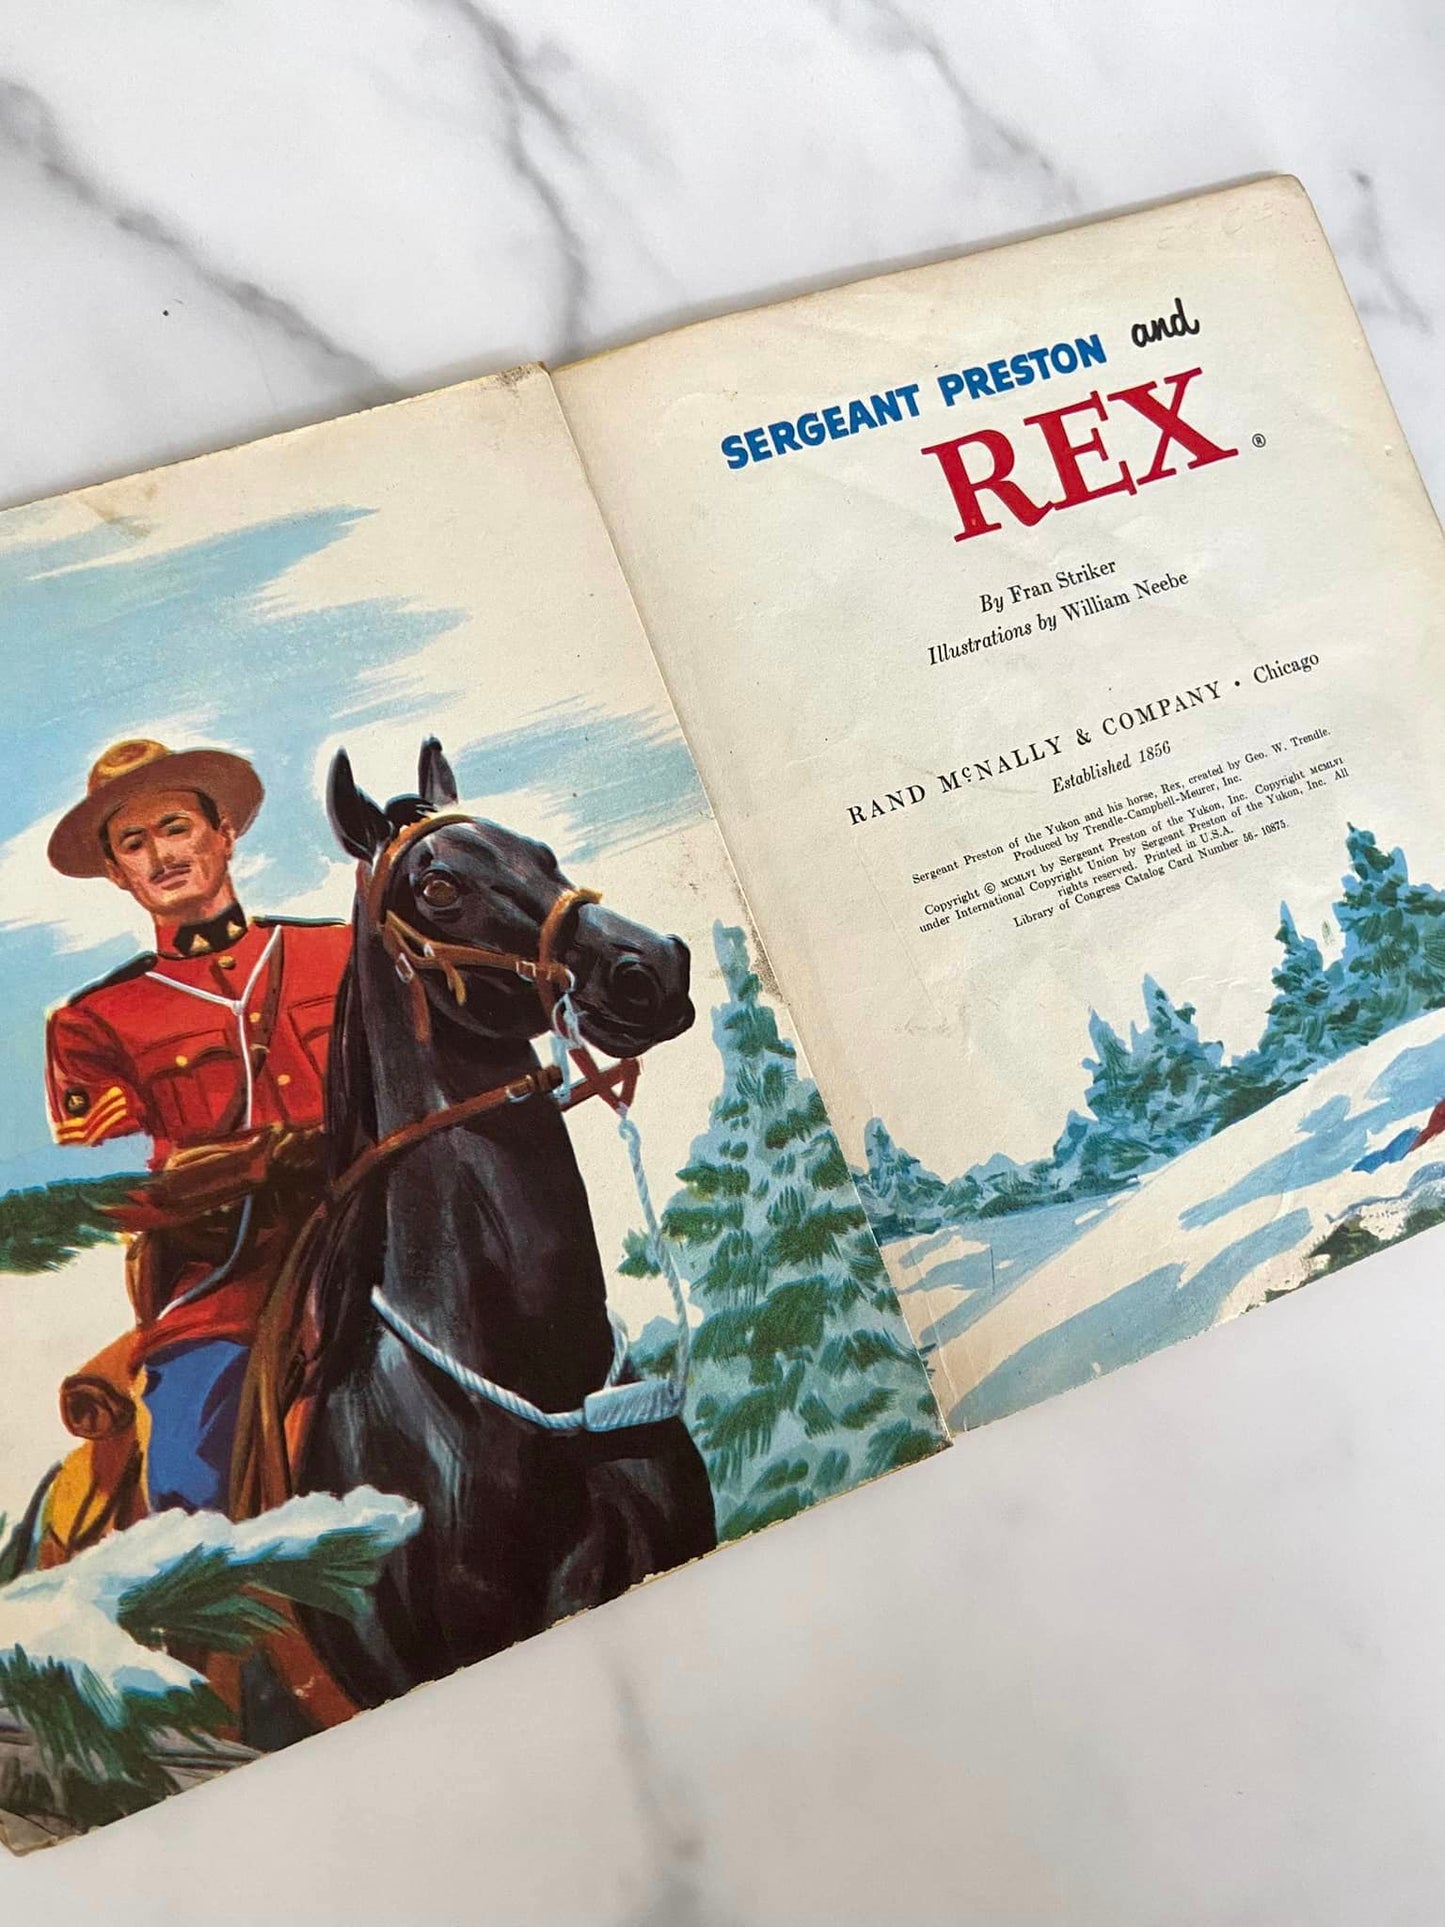 SERGEANT PRESTON and
REX®
By Fran Striker
Illustrations by William Neebe
RAND MᶜNALLY & COMPANY • Chicago
Established 1856
Sergeant Preston of the Yukon and his horse, Rex, created by Geo. W. Trendle.
Produced by Trendle-Campbell-Meurer, Inc.
Copyright © MCMLVI by Sergeant Preston of the Yukon, Inc. Copyright MCMLVI
under International Copyright Union by Sergeant Preston of the Yukon, Inc. All
rights reserved. Printed in U.S.A.
Library of Congress Catalog Card Number 56-10875.